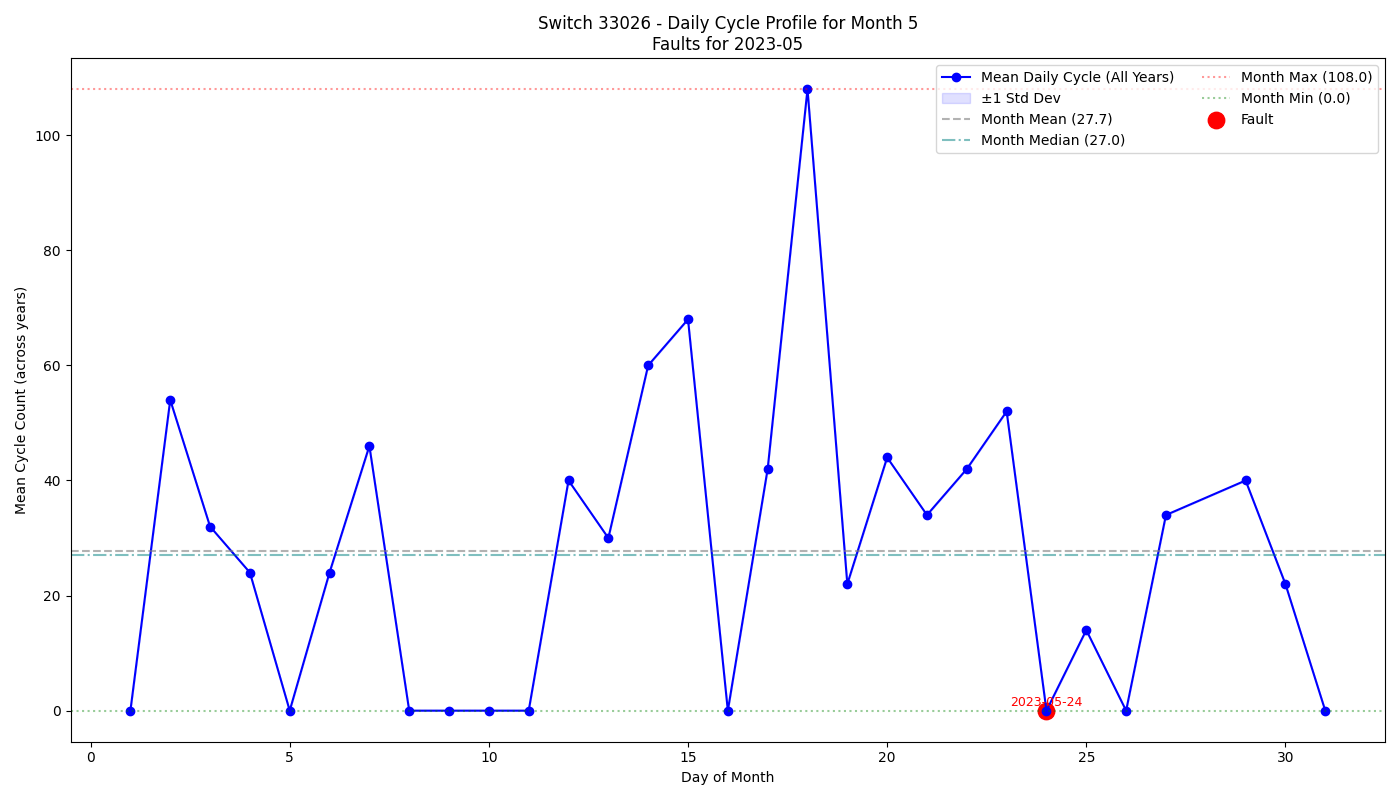 Switch 33026 - Daily Cycle Profile for Month 5
Faults for 2023-05
Mean Daily Cycle (All Years)
±1 Std Dev
Month Mean (27.7)
Month Median (27.0)
Month Max (108.0)
Month Min (0.0)
Fault
Mean Cycle Count (across years)
100
80
60
40
20
0
2023-05-24
0
5
10
15
20
25
30
Day of Month